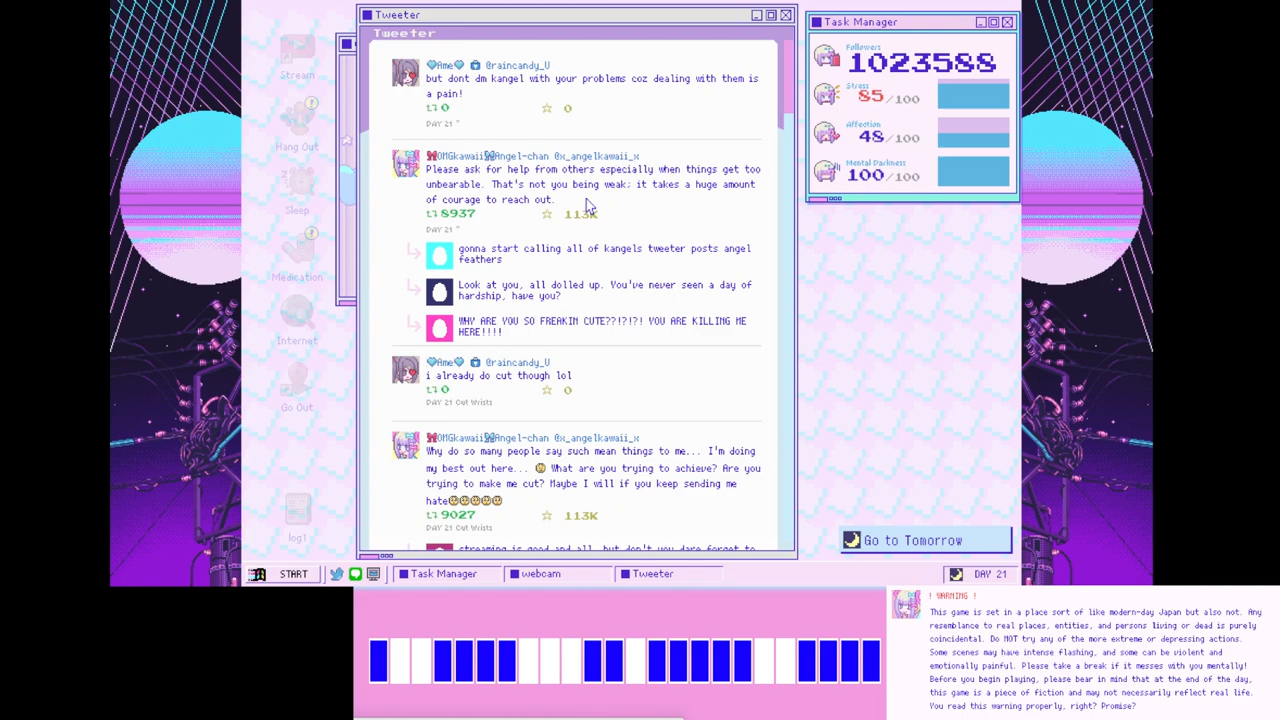 Tweeter
Tweeter
Ame @raincandy_U
but dont dm kangel with your problems coz dealing with them is
a pain!
0 0
DAY 21 "
OMGkawaiiAngel-chan @x_angelkawaii_x
Please ask for help from others especially when things get too
unbearable. That's not you being weak; it takes a huge amount
of courage to reach out.
8937 113K
DAY 21 "
gonna start calling all of kangels tweeter posts angel
feathers
Look at you, all dolled up. You've never seen a day of
hardship, have you?
WHY ARE YOU SO FREAKIN CUTE??!?!?! YOU ARE KILLING ME
HERE!!!!
Ame @raincandy_U
i already do cut though lol
0 0
DAY 21 Cut Wrists
OMGkawaiiAngel-chan @x_angelkawaii_x
Why do so many people say such mean things to me... I'm doing
my best out here... What are you trying to achieve? Are you
trying to make me cut? Maybe I will if you keep sending me
hate
9027 113K
DAY 21 Cut Wrists
streaming is good and all, but don't you dare forget to
Task Manager
Followers
1023588
Stress
85/100
Affection
48/100
Mental Darkness
100/100
Stream
Hang Out
Sleep
Medication
Internet
Go Out
log1
Go to Tomorrow
START
Task Manager
webcam
Tweeter
DAY 21
! WARNING !
This game is set in a place sort of like modern-day Japan but also not. Any
resemblance to real places, entities, and persons living or dead is purely
coincidental. Do NOT try any of the more extreme or depressing actions.
Some scenes may have intense flashing, and some can be violent and
emotionally painful. Please take a break if it messes with you mentally!
Before you begin playing, please bear in mind that at the end of the day,
this game is a piece of fiction and may not necessarily reflect real life.
You read this warning properly, right? Promise?